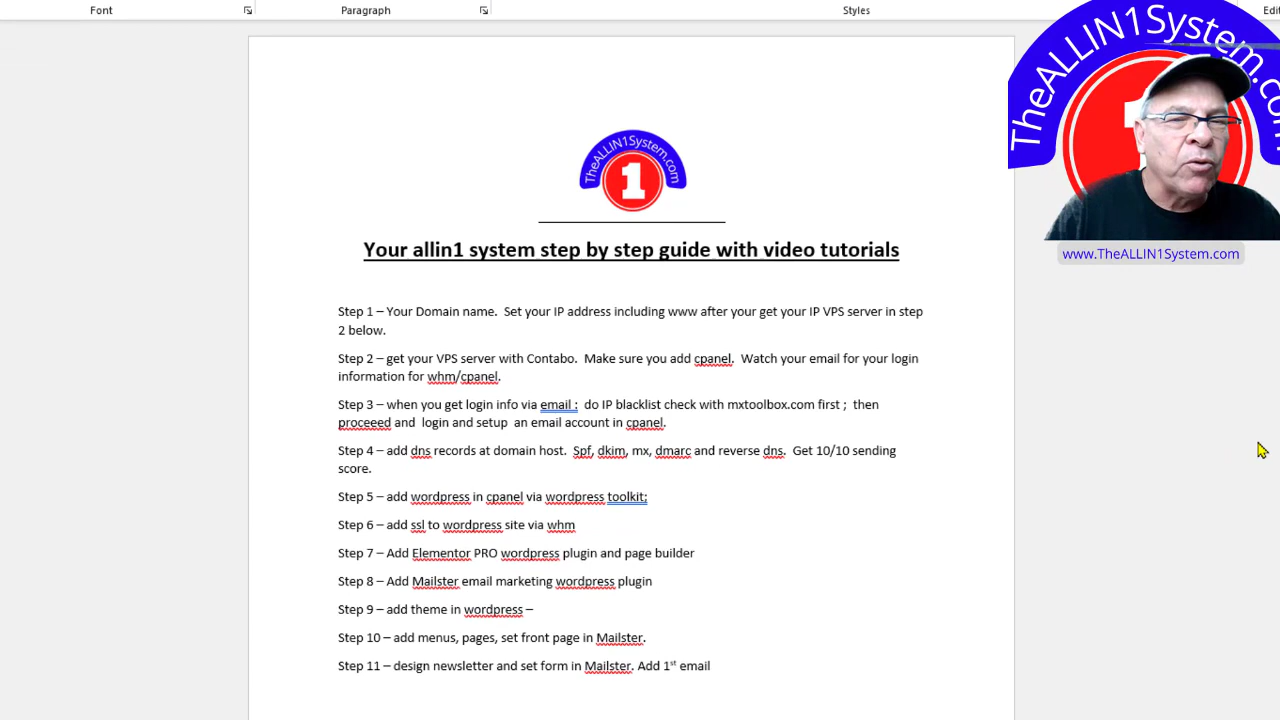 Font
Paragraph
Styles
TheALLIN1System.co
1
TheALLIN1System.com
1
www.TheALLIN1System.com
Your allin1 system step by step guide with video tutorials
Step 1 – Your Domain name.  Set your IP address including www after your get your IP VPS server in step
2 below.
Step 2 – get your VPS server with Contabo.  Make sure you add cpanel.  Watch your email for your login
information for whm/cpanel.
Step 3 – when you get login info via email :  do IP blacklist check with mxtoolbox.com first ;  then
proceeed and  login and setup  an email account in cpanel.
Step 4 – add dns records at domain host.  Spf, dkim, mx, dmarc and reverse dns.  Get 10/10 sending
score.
Step 5 – add wordpress in cpanel via wordpress toolkit;
Step 6 – add ssl to wordpress site via whm
Step 7 – Add Elementor PRO wordpress plugin and page builder
Step 8 – Add Mailster email marketing wordpress plugin
Step 9 – add theme in wordpress –
Step 10 – add menus, pages, set front page in Mailster.
Step 11 – design newsletter and set form in Mailster. Add 1st email